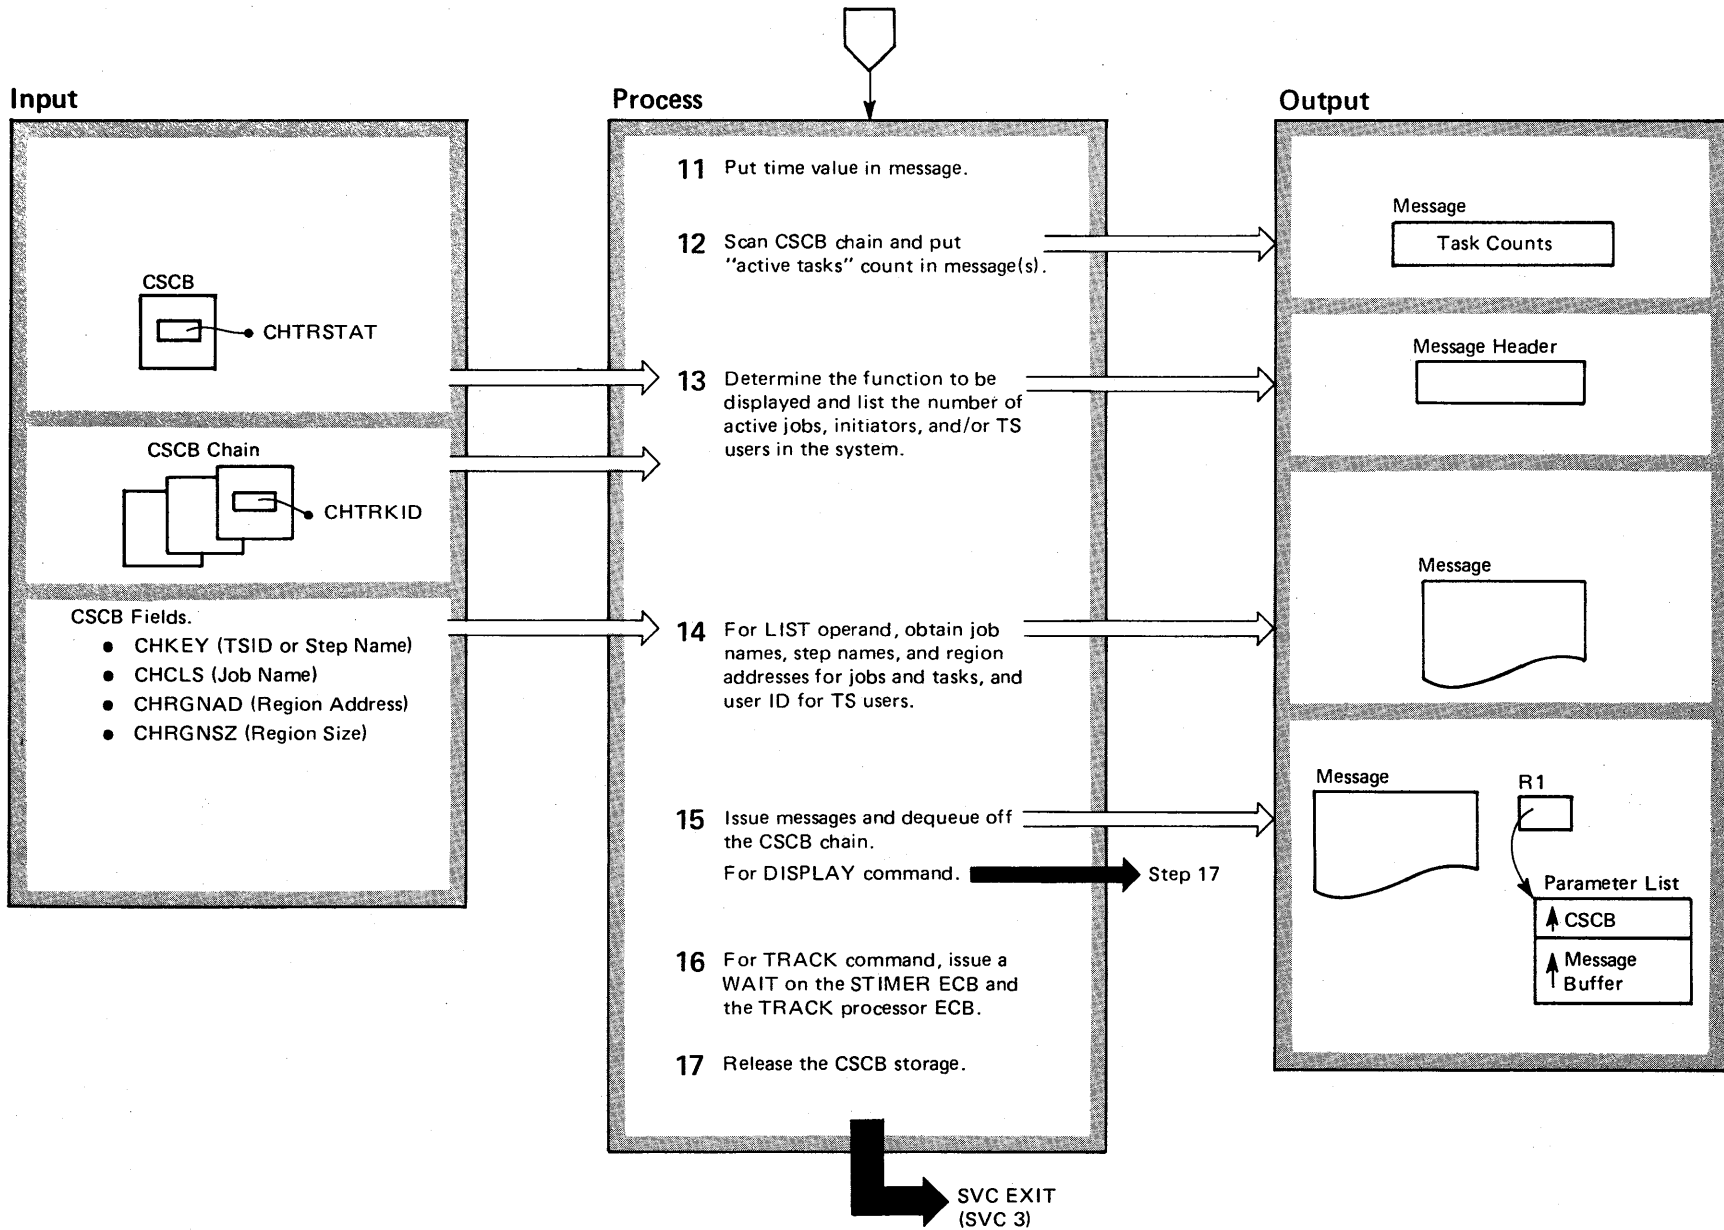 Input
CSCB
CHTRSTAT
CSCB Chain
CHTRKID
CSCB Fields.
• CHKEY (TSID or Step Name)
• CHCLS (Job Name)
• CHRGNAD (Region Address)
• CHRGNSZ (Region Size)
Process
11 Put time value in message.
12 Scan CSCB chain and put
"active tasks" count in message(s).
13 Determine the function to be
displayed and list the number of
active jobs, initiators, and/or TS
users in the system.
14 For LIST operand, obtain job
names, step names, and region
addresses for jobs and tasks, and
user ID for TS users.
15 Issue messages and dequeue off
the CSCB chain.
For DISPLAY command.
Step 17
16 For TRACK command, issue a
WAIT on the STIMER ECB and
the TRACK processor ECB.
17 Release the CSCB storage.
SVC EXIT
(SVC 3)
Output
Message
Task Counts
Message Header
Message
Message
R1
Parameter List
CSCB
Message
Buffer